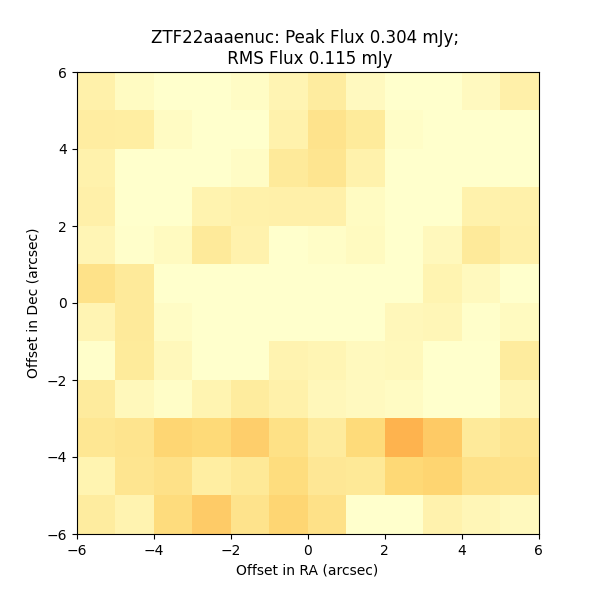 ZTF22aaaenuc: Peak Flux 0.304 mJy;
RMS Flux 0.115 mJy
6
4
2
0
−2
−4
−6
Offset in Dec (arcsec)
−6 −4 −2 0 2 4 6
Offset in RA (arcsec)